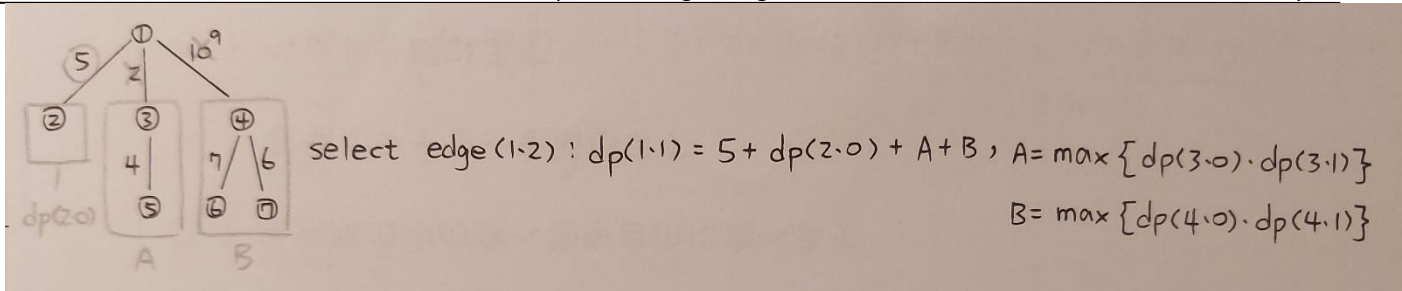 ①
5 2 10⁹
② ③ ④
4 7 6
⑤ ⑥ ⑦
dp(2,0) A B
select edge (1,2) : dp(1,1) = 5 + dp(2,0) + A + B , A = max {dp(3,0), dp(3,1)}
B = max {dp(4,0), dp(4,1)}